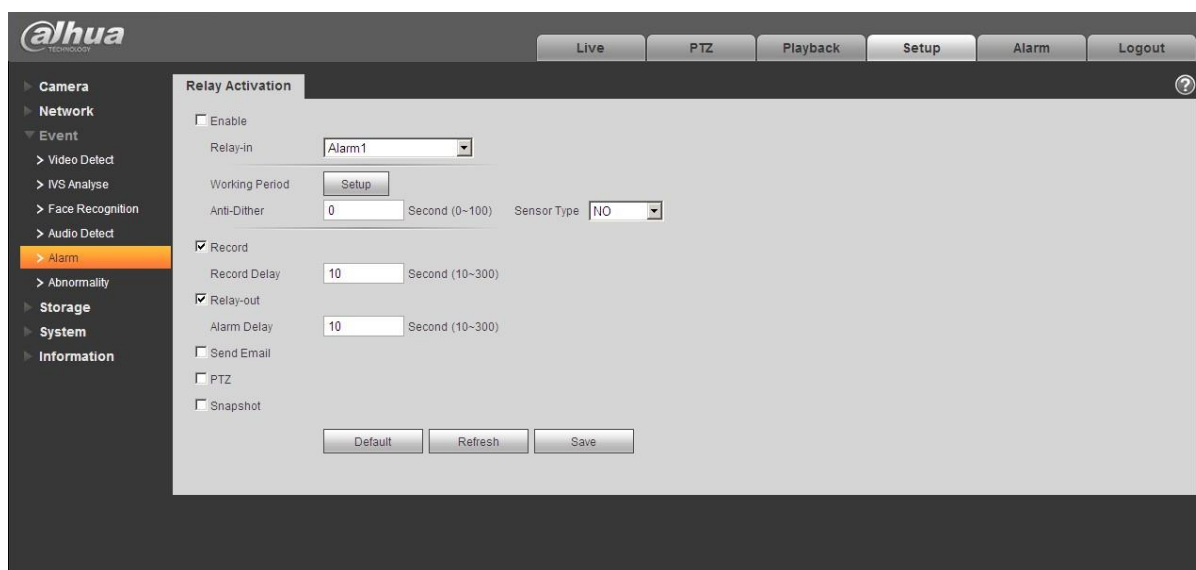 alhua
TECHNOLOGY
Live PTZ Playback Setup Alarm Logout
Camera
Network
Event
> Video Detect
> IVS Analyse
> Face Recognition
> Audio Detect
> Alarm
> Abnormality
Storage
System
Information
Relay Activation
?
Enable
Relay-in Alarm1
Working Period Setup
Anti-Dither 0 Second (0~100) Sensor Type NO
Record
Record Delay 10 Second (10~300)
Relay-out
Alarm Delay 10 Second (10~300)
Send Email
PTZ
Snapshot
Default Refresh Save